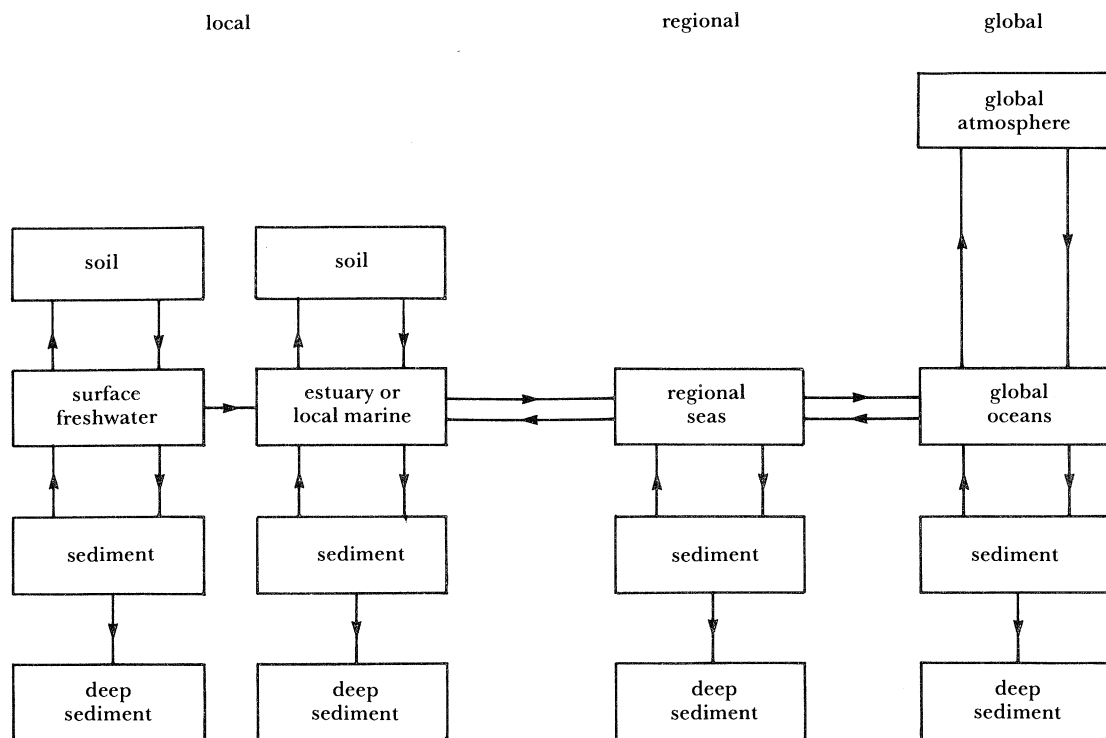 local
regional
global
global
atmosphere
soil
soil
surface
freshwater
estuary or
local marine
regional
seas
global
oceans
sediment
sediment
sediment
sediment
deep
sediment
deep
sediment
deep
sediment
deep
sediment